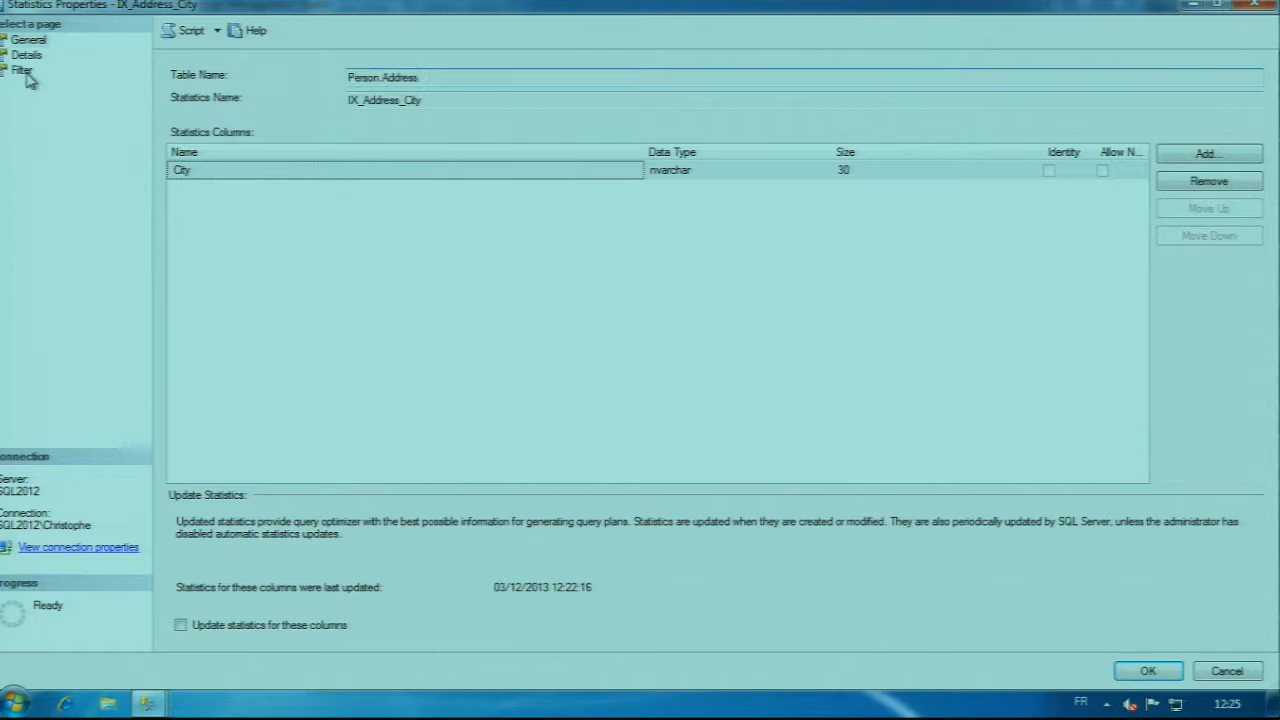 Statistics Properties - IX_Address_City
elect a page
General
Details
Filter
Script
Help
Table Name:
Person.Address
Statistics Name:
IX_Address_City
Statistics Columns:
Name
Data Type
Size
Identity
Allow N...
City
nvarchar
30
Add...
Remove
Move Up
Move Down
onnection
Server:
SQL2012
Connection:
SQL2012\Christophe
View connection properties
rogress
Ready
Update Statistics:
Updated statistics provide query optimizer with the best possible information for generating query plans. Statistics are updated when they are created or modified. They are also periodically updated by SQL Server, unless the administrator has
disabled automatic statistics updates.
Statistics for these columns were last updated:
03/12/2013 12:22:16
Update statistics for these columns
OK
Cancel
FR
12:25